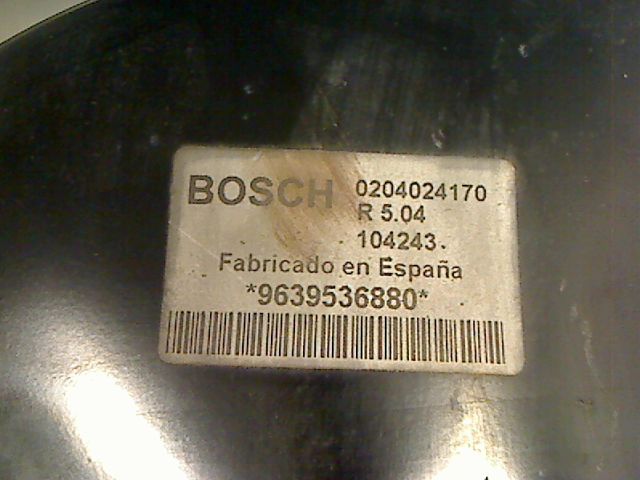 BOSCH 0204024170
R 5.04
104243.
Fabricado en España
*9639536880*